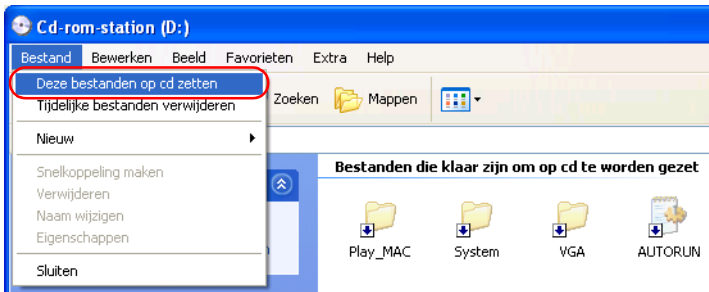 Cd-rom-station (D:)
Bestand Bewerken Beeld Favorieten Extra Help
Deze bestanden op cd zetten
Tijdelijke bestanden verwijderen
Zoeken Mappen
Nieuw
Snelkoppeling maken
Verwijderen
Naam wijzigen
Eigenschappen
Sluiten
Bestanden die klaar zijn om op cd te worden gezet
Play_MAC System VGA AUTORUN